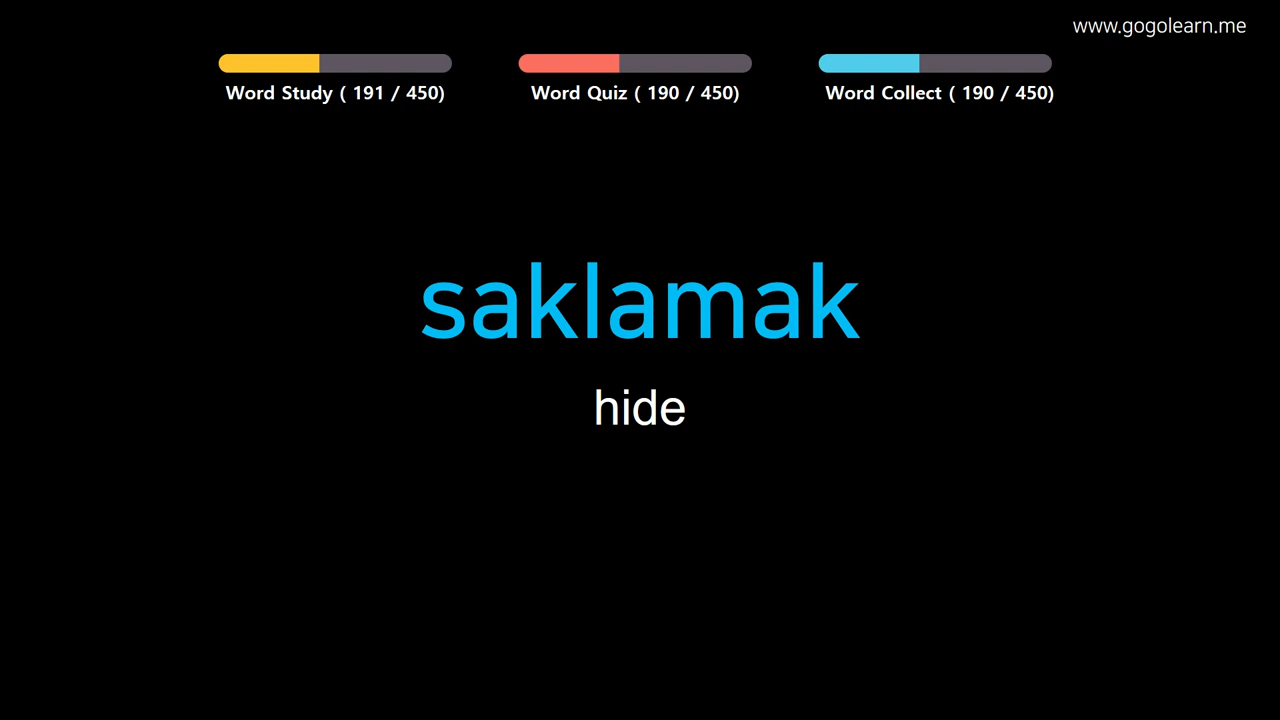 www.gogolearn.me
Word Study ( 191 / 450)
Word Quiz ( 190 / 450)
Word Collect ( 190 / 450)
saklamak
hide